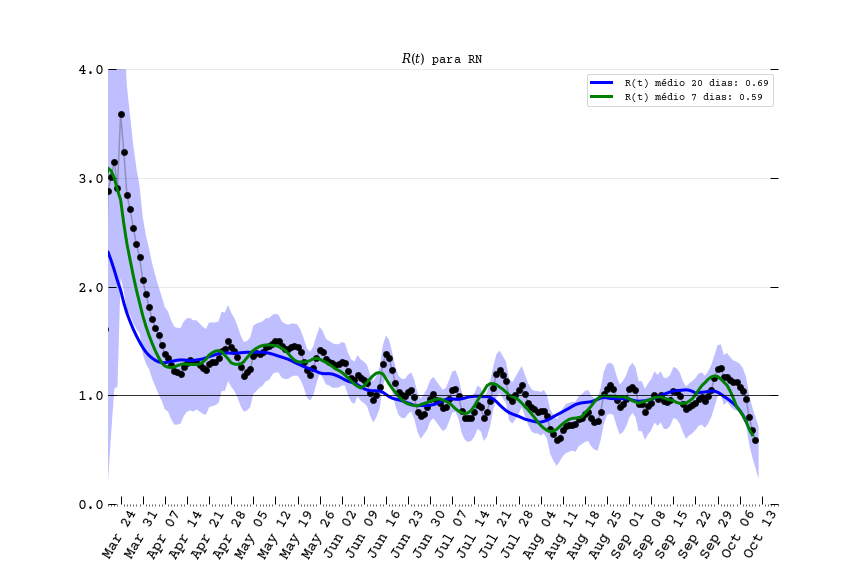 R(t) para RN
4.0
R(t) médio 20 dias: 0.69
R(t) médio 7 dias: 0.59
3.0
2.0
1.0
0.0
Mar 24
Mar 31
Apr 07
Apr 14
Apr 21
Apr 28
May 05
May 12
May 19
May 26
Jun 02
Jun 09
Jun 16
Jun 23
Jun 30
Jul 07
Jul 14
Jul 21
Jul 28
Aug 04
Aug 11
Aug 18
Aug 25
Sep 01
Sep 08
Sep 15
Sep 22
Sep 29
Oct 06
Oct 13